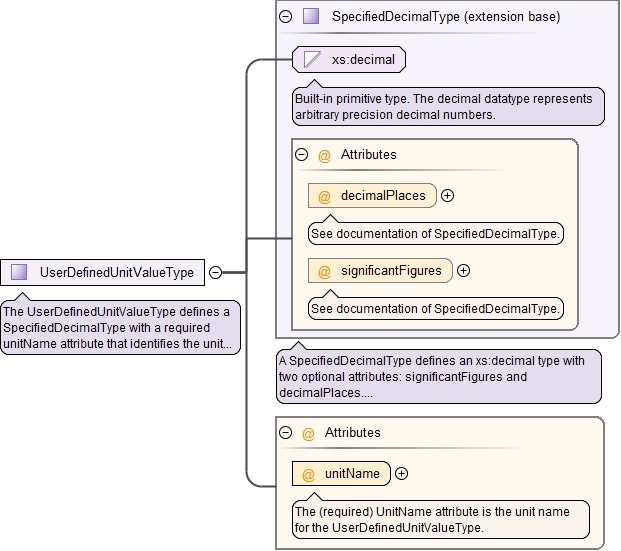 SpecifiedDecimalType (extension base)
xs:decimal
Built-in primitive type. The decimal datatype represents
arbitrary precision decimal numbers.
@ Attributes
@ decimalPlaces
See documentation of SpecifiedDecimalType.
@ significantFigures
See documentation of SpecifiedDecimalType.
UserDefinedUnitValueType
The UserDefinedUnitValueType defines a
SpecifiedDecimalType with a required
unitName attribute that identifies the unit...
A SpecifiedDecimalType defines an xs:decimal type with
two optional attributes: significantFigures and
decimalPlaces....
@ Attributes
@ unitName
The (required) UnitName attribute is the unit name
for the UserDefinedUnitValueType.